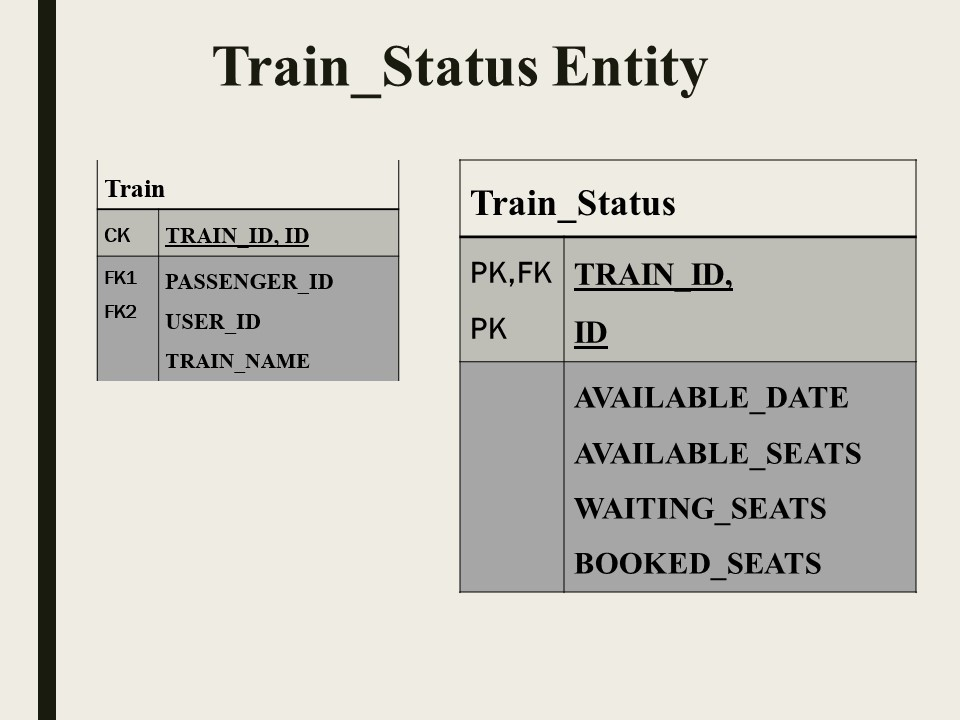 Train_Status Entity
Train
CK TRAIN_ID, ID
FK1 PASSENGER_ID
FK2 USER_ID
TRAIN_NAME
Train_Status
PK,FK TRAIN_ID,
PK ID
AVAILABLE_DATE
AVAILABLE_SEATS
WAITING_SEATS
BOOKED_SEATS